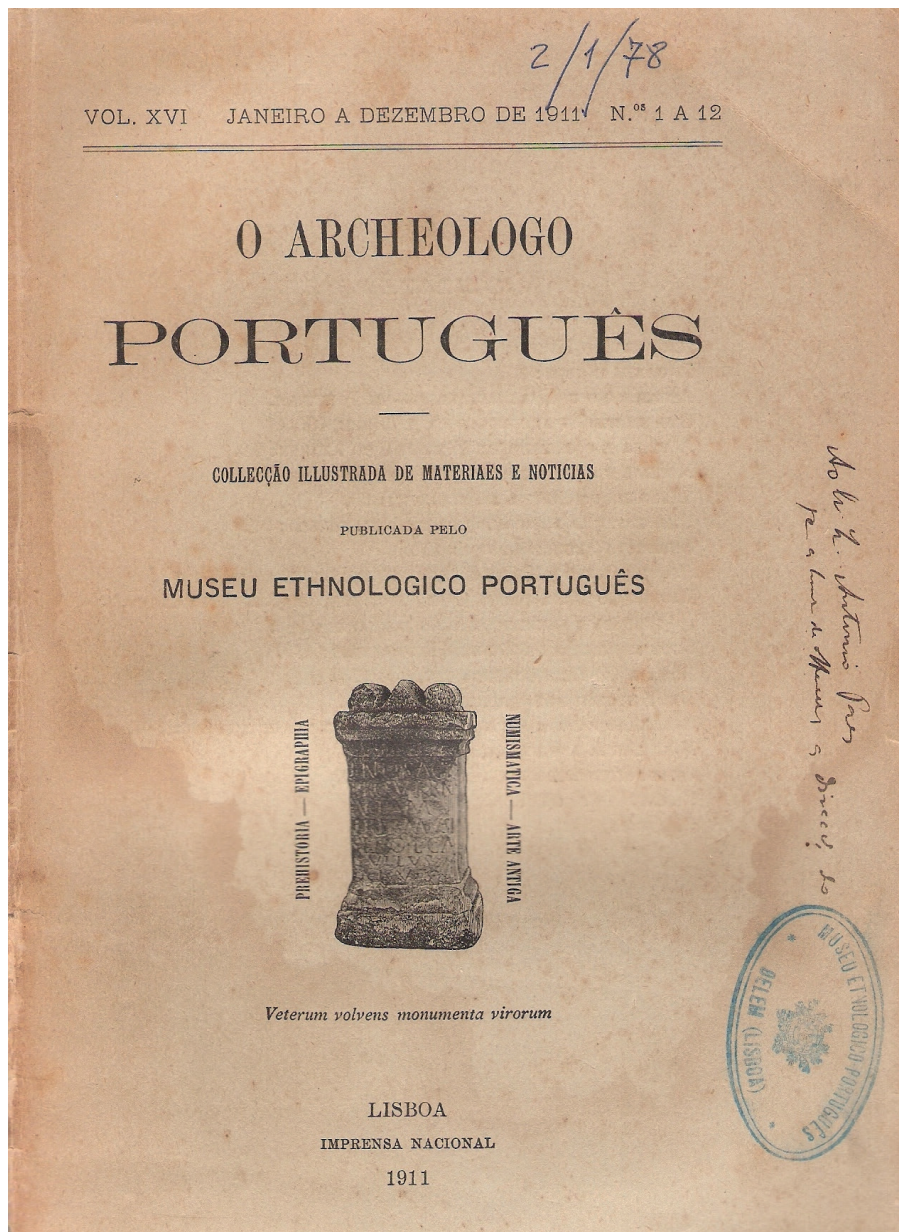 2/1/78
VOL. XVI JANEIRO A DEZEMBRO DE 1911 N.ᵒˢ 1 A 12
O ARCHEOLOGO
PORTUGUÊS
COLLECÇÃO ILLUSTRADA DE MATERIAES E NOTICIAS
PUBLICADA PELO
MUSEU ETHNOLOGICO PORTUGUÊS
PREHISTORIA — EPIGRAPHIA
NUMISMATICA — ARTE ANTIGA
Antonio
MUSEU ETNOLOGICO PORTUGUÊS
BELEM (LISBOA)
Veterum volvens monumenta virorum
LISBOA
IMPRENSA NACIONAL
1911